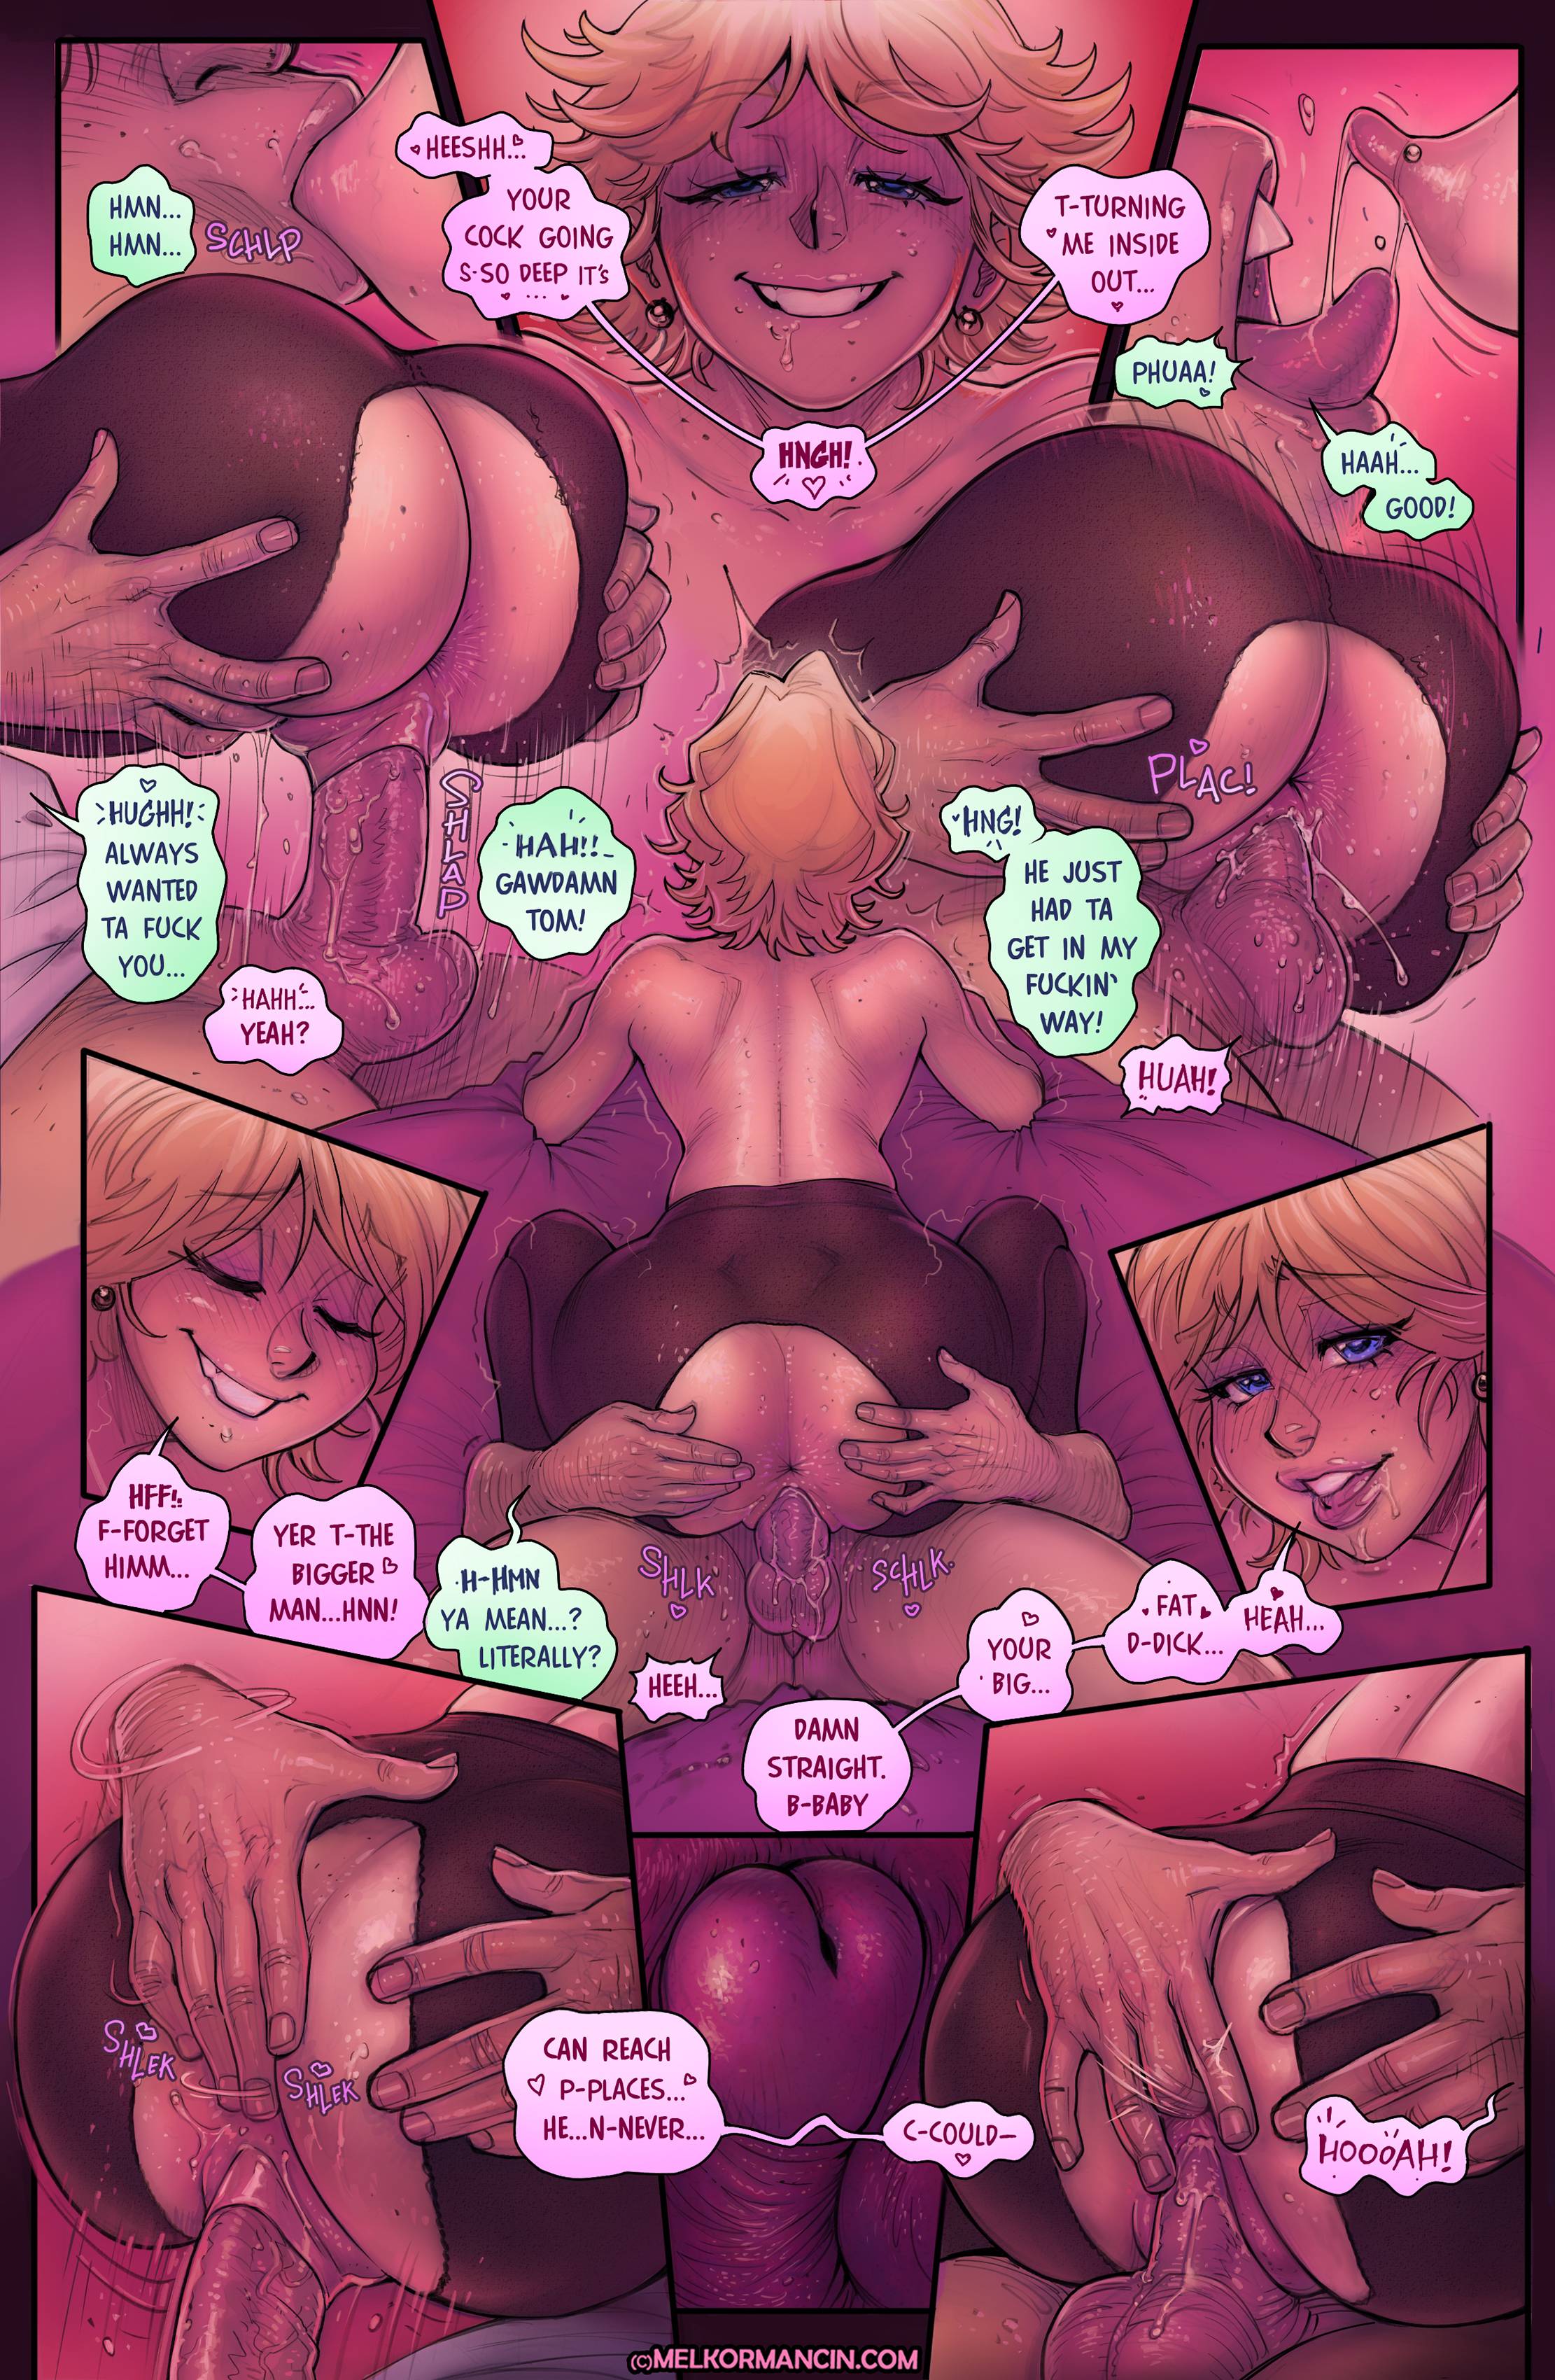 HMN...
HMN...
SCHLP
HEESHH...
YOUR
COCK GOING
S-SO DEEP IT'S
...
T-TURNING
ME INSIDE
OUT...
HNGH!
PHUAA!
HAAH...
GOOD!
HUGHH!
ALWAYS
WANTED
TA FUCK
YOU...
HAHH...
YEAH?
SHLAP
HAH!!
GAWDAMN
TOM!
PLAC!
HNG!
HE JUST
HAD TA
GET IN MY
FUCKIN'
WAY!
HUAH!
HFF!!
F-FORGET
HIMM...
YER T-THE
BIGGER
MAN...HNN!
H-HMN
YA MEAN...?
LITERALLY?
SHLK
SCHLK
HEEH...
DAMN
STRAIGHT.
B-BABY
YOUR
BIG...
FAT
D-DICK...
HEAH...
SHLEK
SHLEK
CAN REACH
P-PLACES...
HE...N-NEVER...
C-COULD-
HOOOAH!
(C)MELKORMANCIN.COM